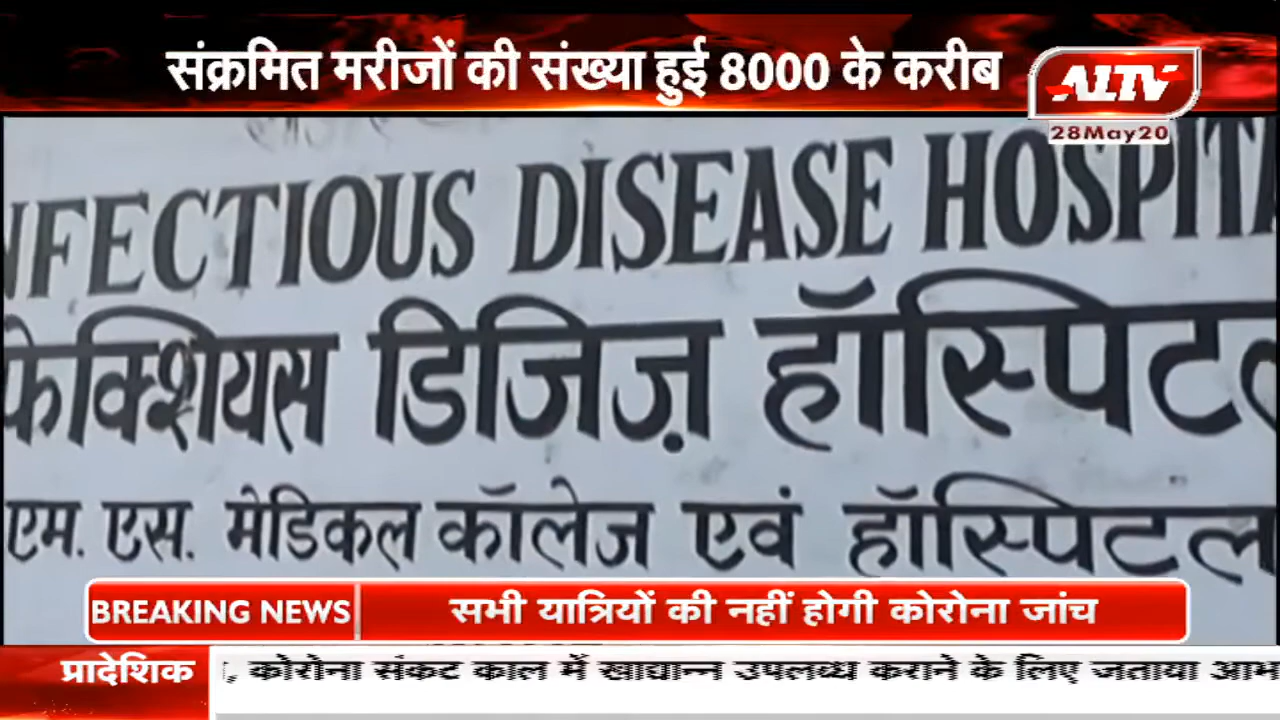 संक्रमित मरीजों की संख्या हुई 8000 के करीब
ALTV
28May20
NFECTIOUS DISEASE HOSPITA
फेक्शियस डिजिज़ हॉस्पिटल
एम. एस. मेडिकल कॉलेज एवं हॉस्पिटल
BREAKING NEWS
सभी यात्रियों की नहीं होगी कोरोना जांच
प्रादेशिक
, कोरोना संकट काल में खाद्यान्न उपलब्ध कराने के लिए जताया आभ